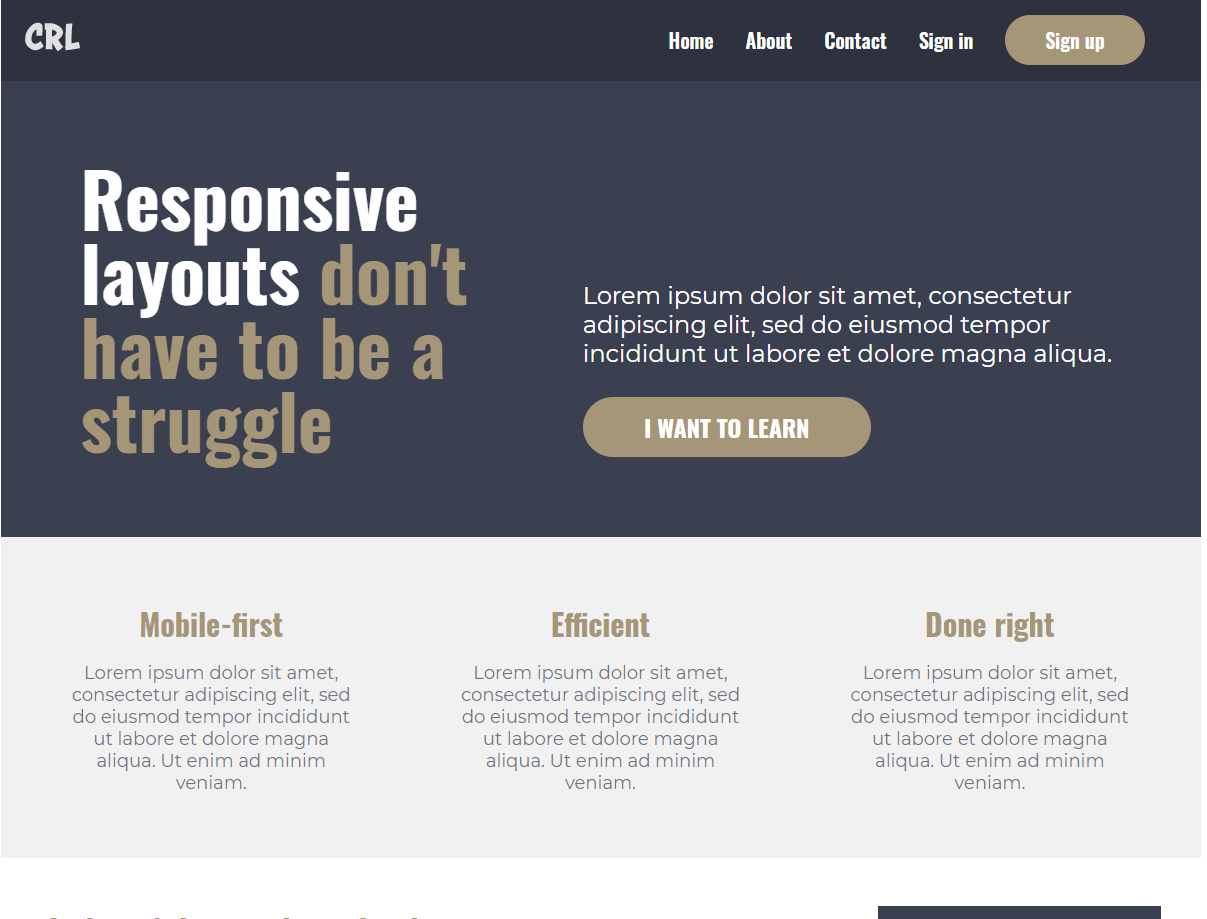 CRL
Home About Contact Sign in Sign up
Responsive
layouts don't
have to be a
struggle
Lorem ipsum dolor sit amet, consectetur
adipiscing elit, sed do eiusmod tempor
incididunt ut labore et dolore magna aliqua.
I WANT TO LEARN
Mobile-first
Lorem ipsum dolor sit amet,
consectetur adipiscing elit, sed
do eiusmod tempor incididunt
ut labore et dolore magna
aliqua. Ut enim ad minim
veniam.
Efficient
Lorem ipsum dolor sit amet,
consectetur adipiscing elit, sed
do eiusmod tempor incididunt
ut labore et dolore magna
aliqua. Ut enim ad minim
veniam.
Done right
Lorem ipsum dolor sit amet,
consectetur adipiscing elit, sed
do eiusmod tempor incididunt
ut labore et dolore magna
aliqua. Ut enim ad minim
veniam.